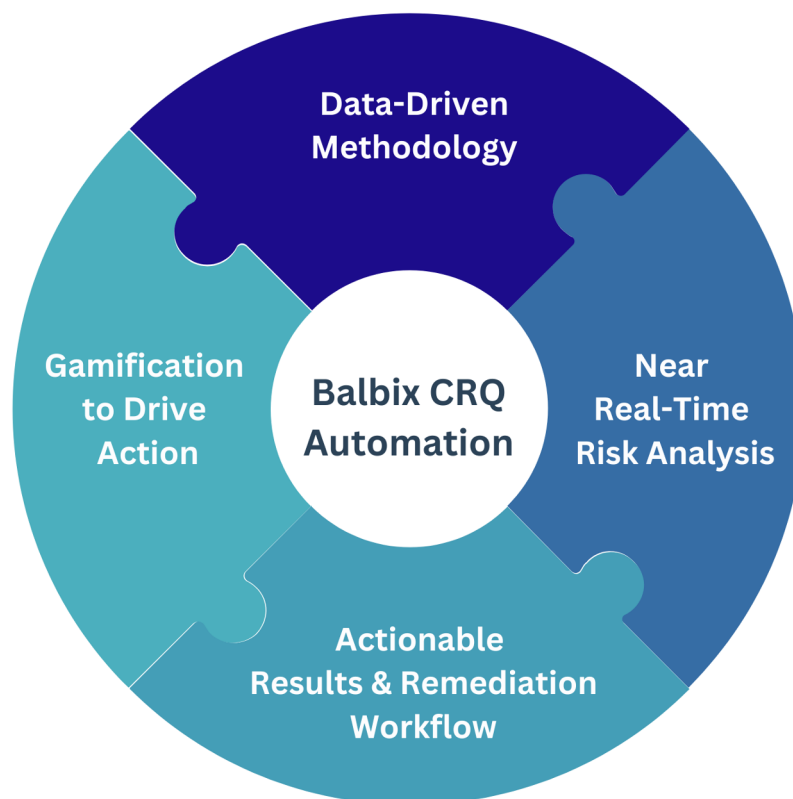 Data-Driven
Methodology
Near
Real-Time
Risk Analysis
Actionable
Results & Remediation
Workflow
Gamification
to Drive
Action
Balbix CRQ
Automation